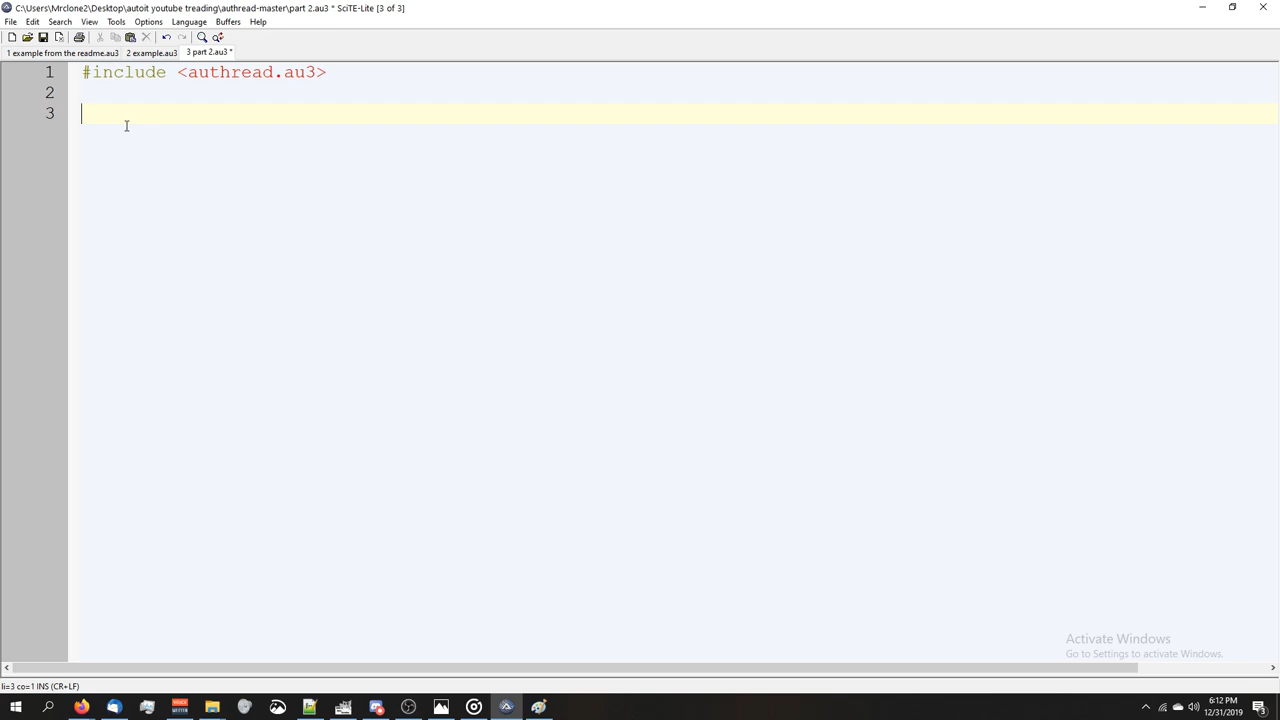 C:\Users\Mrclone2\Desktop\autoit youtube treading\authread-master\part 2.au3 * SciTE-Lite [3 of 3]
File Edit Search View Tools Options Language Buffers Help
1 example from the readme.au3 2 example.au3 3 part 2.au3 *
1 #include <authread.au3>
2
3
Activate Windows
Go to Settings to activate Windows.
li=3 co=1 INS (CR+LF)
6:12 PM
12/31/2019